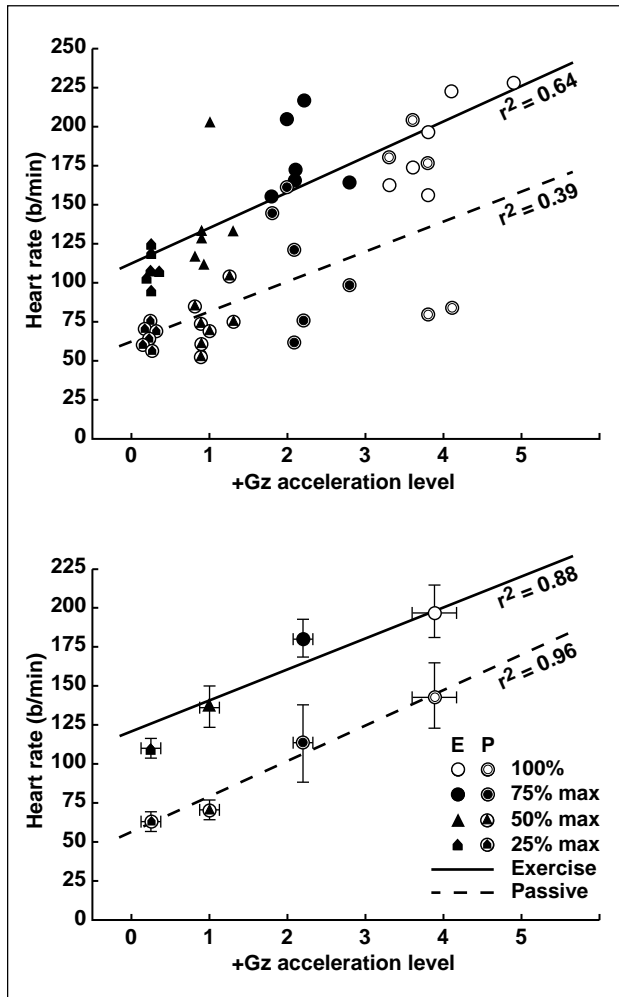 250
225
200
175
150
125
100
75
50
25
0
Heart rate (b/min)
r² = 0.64
r² = 0.39
0 1 2 3 4 5
+Gz acceleration level
225
200
175
150
125
100
75
50
25
0
Heart rate (b/min)
r² = 0.88
r² = 0.96
E P
100%
75% max
50% max
25% max
Exercise
Passive
0 1 2 3 4 5
+Gz acceleration level